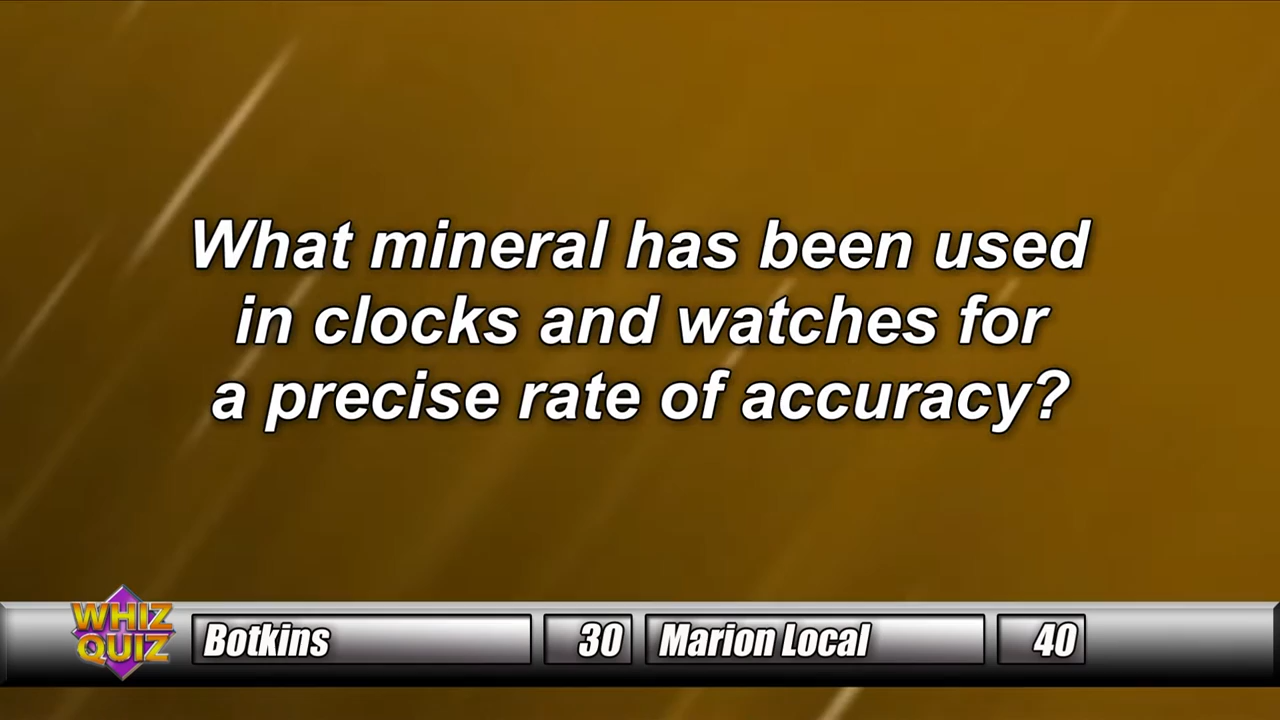 What mineral has been used
in clocks and watches for
a precise rate of accuracy?
WHIZ
QUIZ
Botkins 30 Marion Local 40